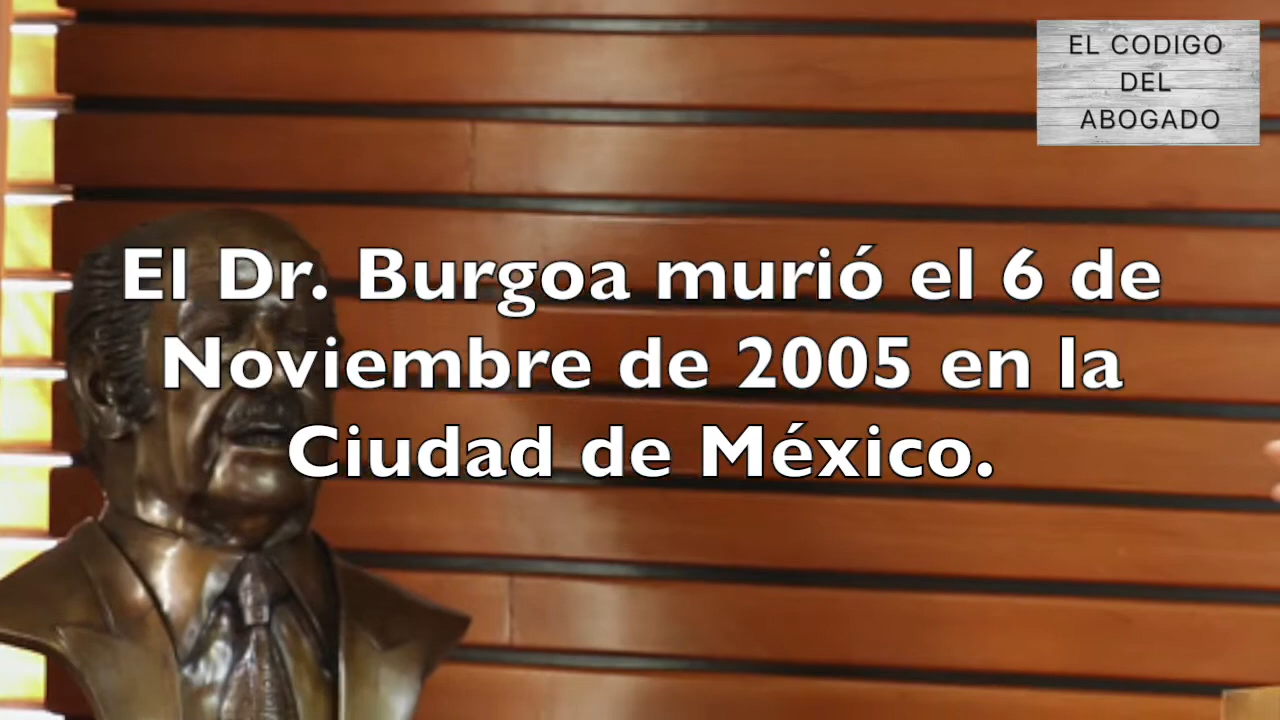 EL CODIGO
DEL
ABOGADO
El Dr. Burgoa murió el 6 de
Noviembre de 2005 en la
Ciudad de México.